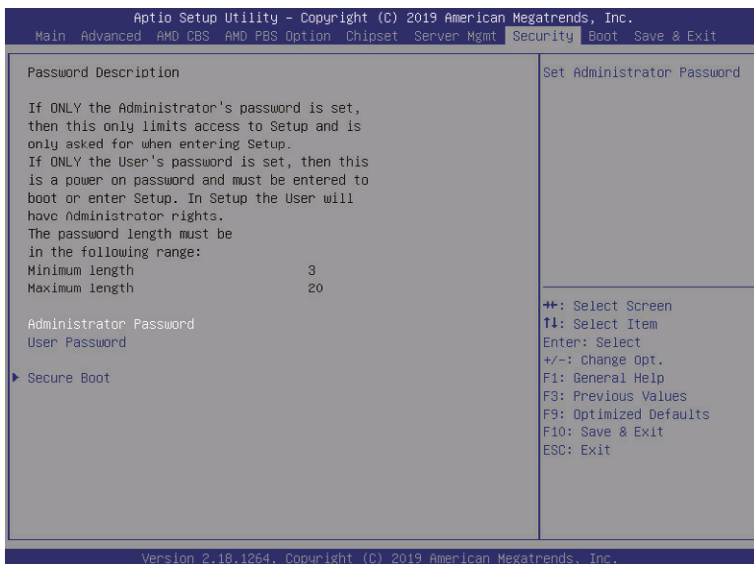 Aptio Setup Utility – Copyright (C) 2019 American Megatrends, Inc.
Main Advanced AMD CBS AMD PBS Option Chipset Server Mgmt Security Boot Save & Exit
Password Description
If ONLY the Administrator's password is set,
then this only limits access to Setup and is
only asked for when entering Setup.
If ONLY the User's password is set, then this
is a power on password and must be entered to
boot or enter Setup. In Setup the User will
have Administrator rights.
The password length must be
in the following range:
Minimum length 3
Maximum length 20
Administrator Password
User Password
▶ Secure Boot
Set Administrator Password
→←: Select Screen
↑↓: Select Item
Enter: Select
+/-: Change Opt.
F1: General Help
F3: Previous Values
F9: Optimized Defaults
F10: Save & Exit
ESC: Exit
Version 2.18.1264. Copyright (C) 2019 American Megatrends, Inc.